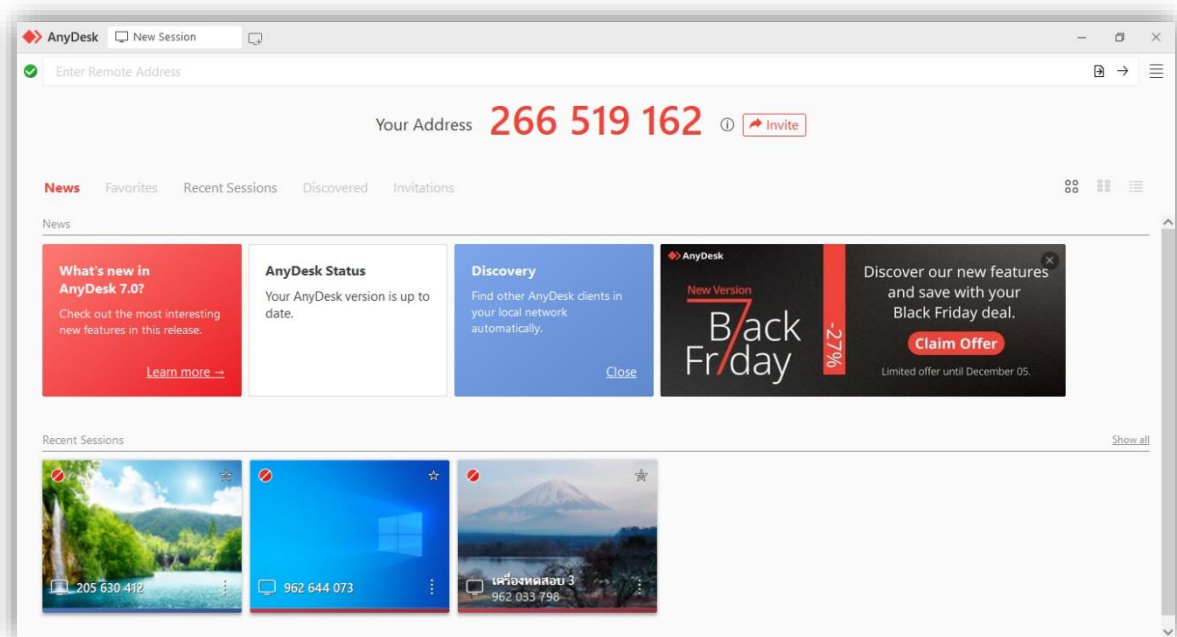 AnyDesk
New Session
Enter Remote Address
Your Address 266 519 162 Invite
News Favorites Recent Sessions Discovered Invitations
News
What's new in
AnyDesk 7.0?
Check out the most interesting
new features in this release.
Learn more →
AnyDesk Status
Your AnyDesk version is up to
date.
Discovery
Find other AnyDesk clients in
your local network
automatically.
Close
AnyDesk
New Version
Black
Friday
-27%
Discover our new features
and save with your
Black Friday deal.
Claim Offer
Limited offer until December 05.
Recent Sessions
Show all
205 630 412
962 644 073
เครื่องทดสอบ 3
962 033 798